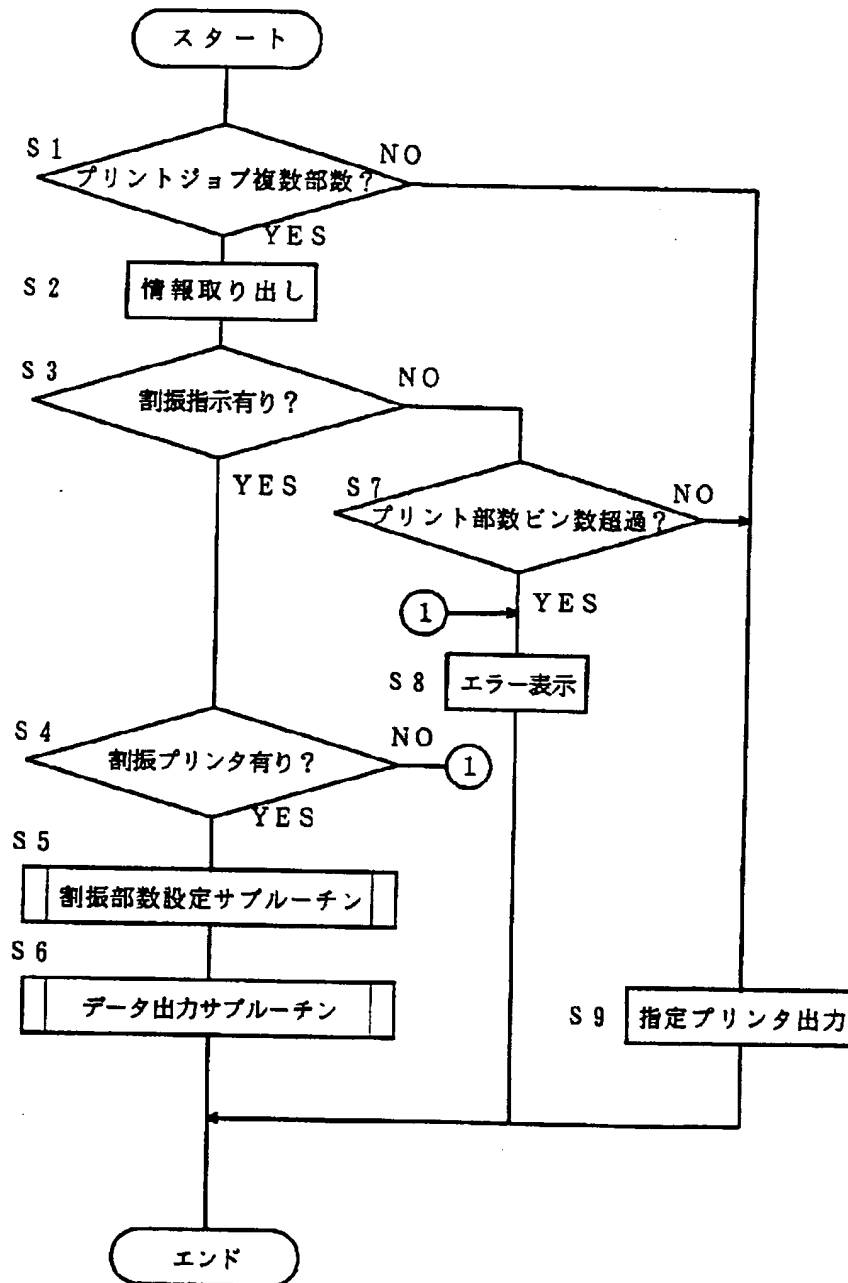 スタート
S1
プリントジョブ複数部数?
NO
YES
S2
情報取り出し
S3
割振指示有り?
NO
YES
S7
プリント部数ビン数超過?
NO
YES
1
S8
エラー表示
S4
割振プリンタ有り?
NO
1
YES
S5
割振部数設定サブルーチン
S6
データ出力サブルーチン
S9
指定プリンタ出力
エンド